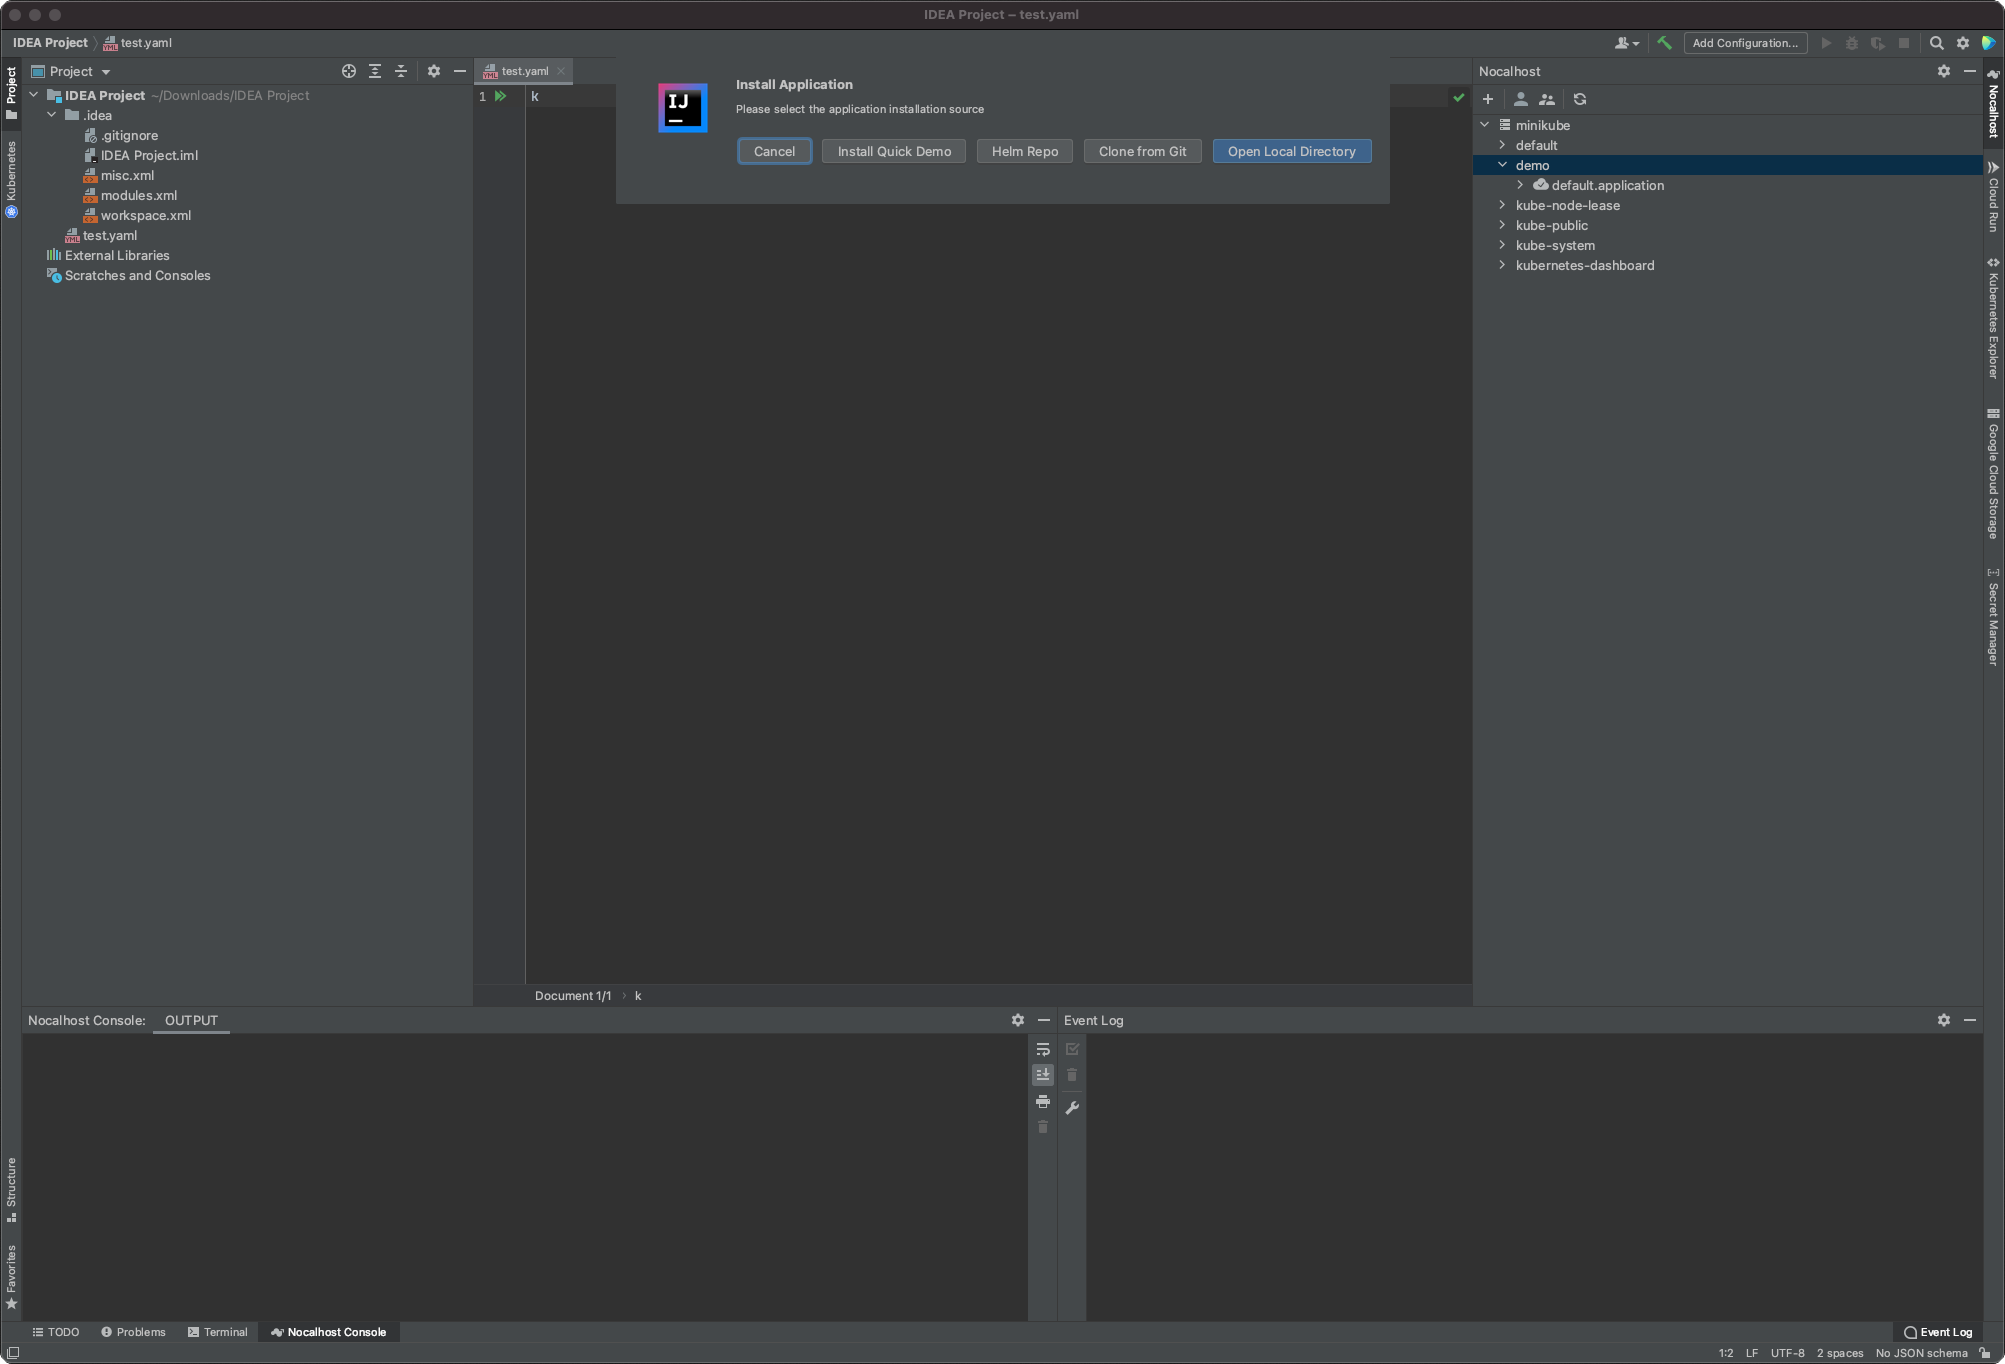 IDEA Project – test.yaml
IDEA Project
test.yaml
Add Configuration...
Project
Project
IDEA Project ~/Downloads/IDEA Project
.idea
.gitignore
IDEA Project.iml
misc.xml
modules.xml
workspace.xml
test.yaml
External Libraries
Scratches and Consoles
Kubernetes
Structure
Favorites
test.yaml
1
k
IJ
Install Application
Please select the application installation source
Cancel
Install Quick Demo
Helm Repo
Clone from Git
Open Local Directory
Document 1/1
k
Nocalhost
minikube
default
demo
default.application
kube-node-lease
kube-public
kube-system
kubernetes-dashboard
Nocalhost
Cloud Run
Kubernetes Explorer
Google Cloud Storage
Secret Manager
Nocalhost Console:
OUTPUT
Event Log
TODO
Problems
Terminal
Nocalhost Console
Event Log
1:2
LF
UTF-8
2 spaces
No JSON schema